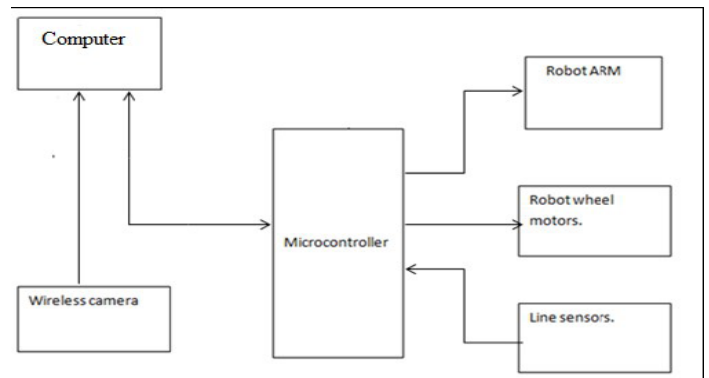 Computer
Robot ARM
Robot wheel
motors.
Microcontroller
Wireless camera
Line sensors.